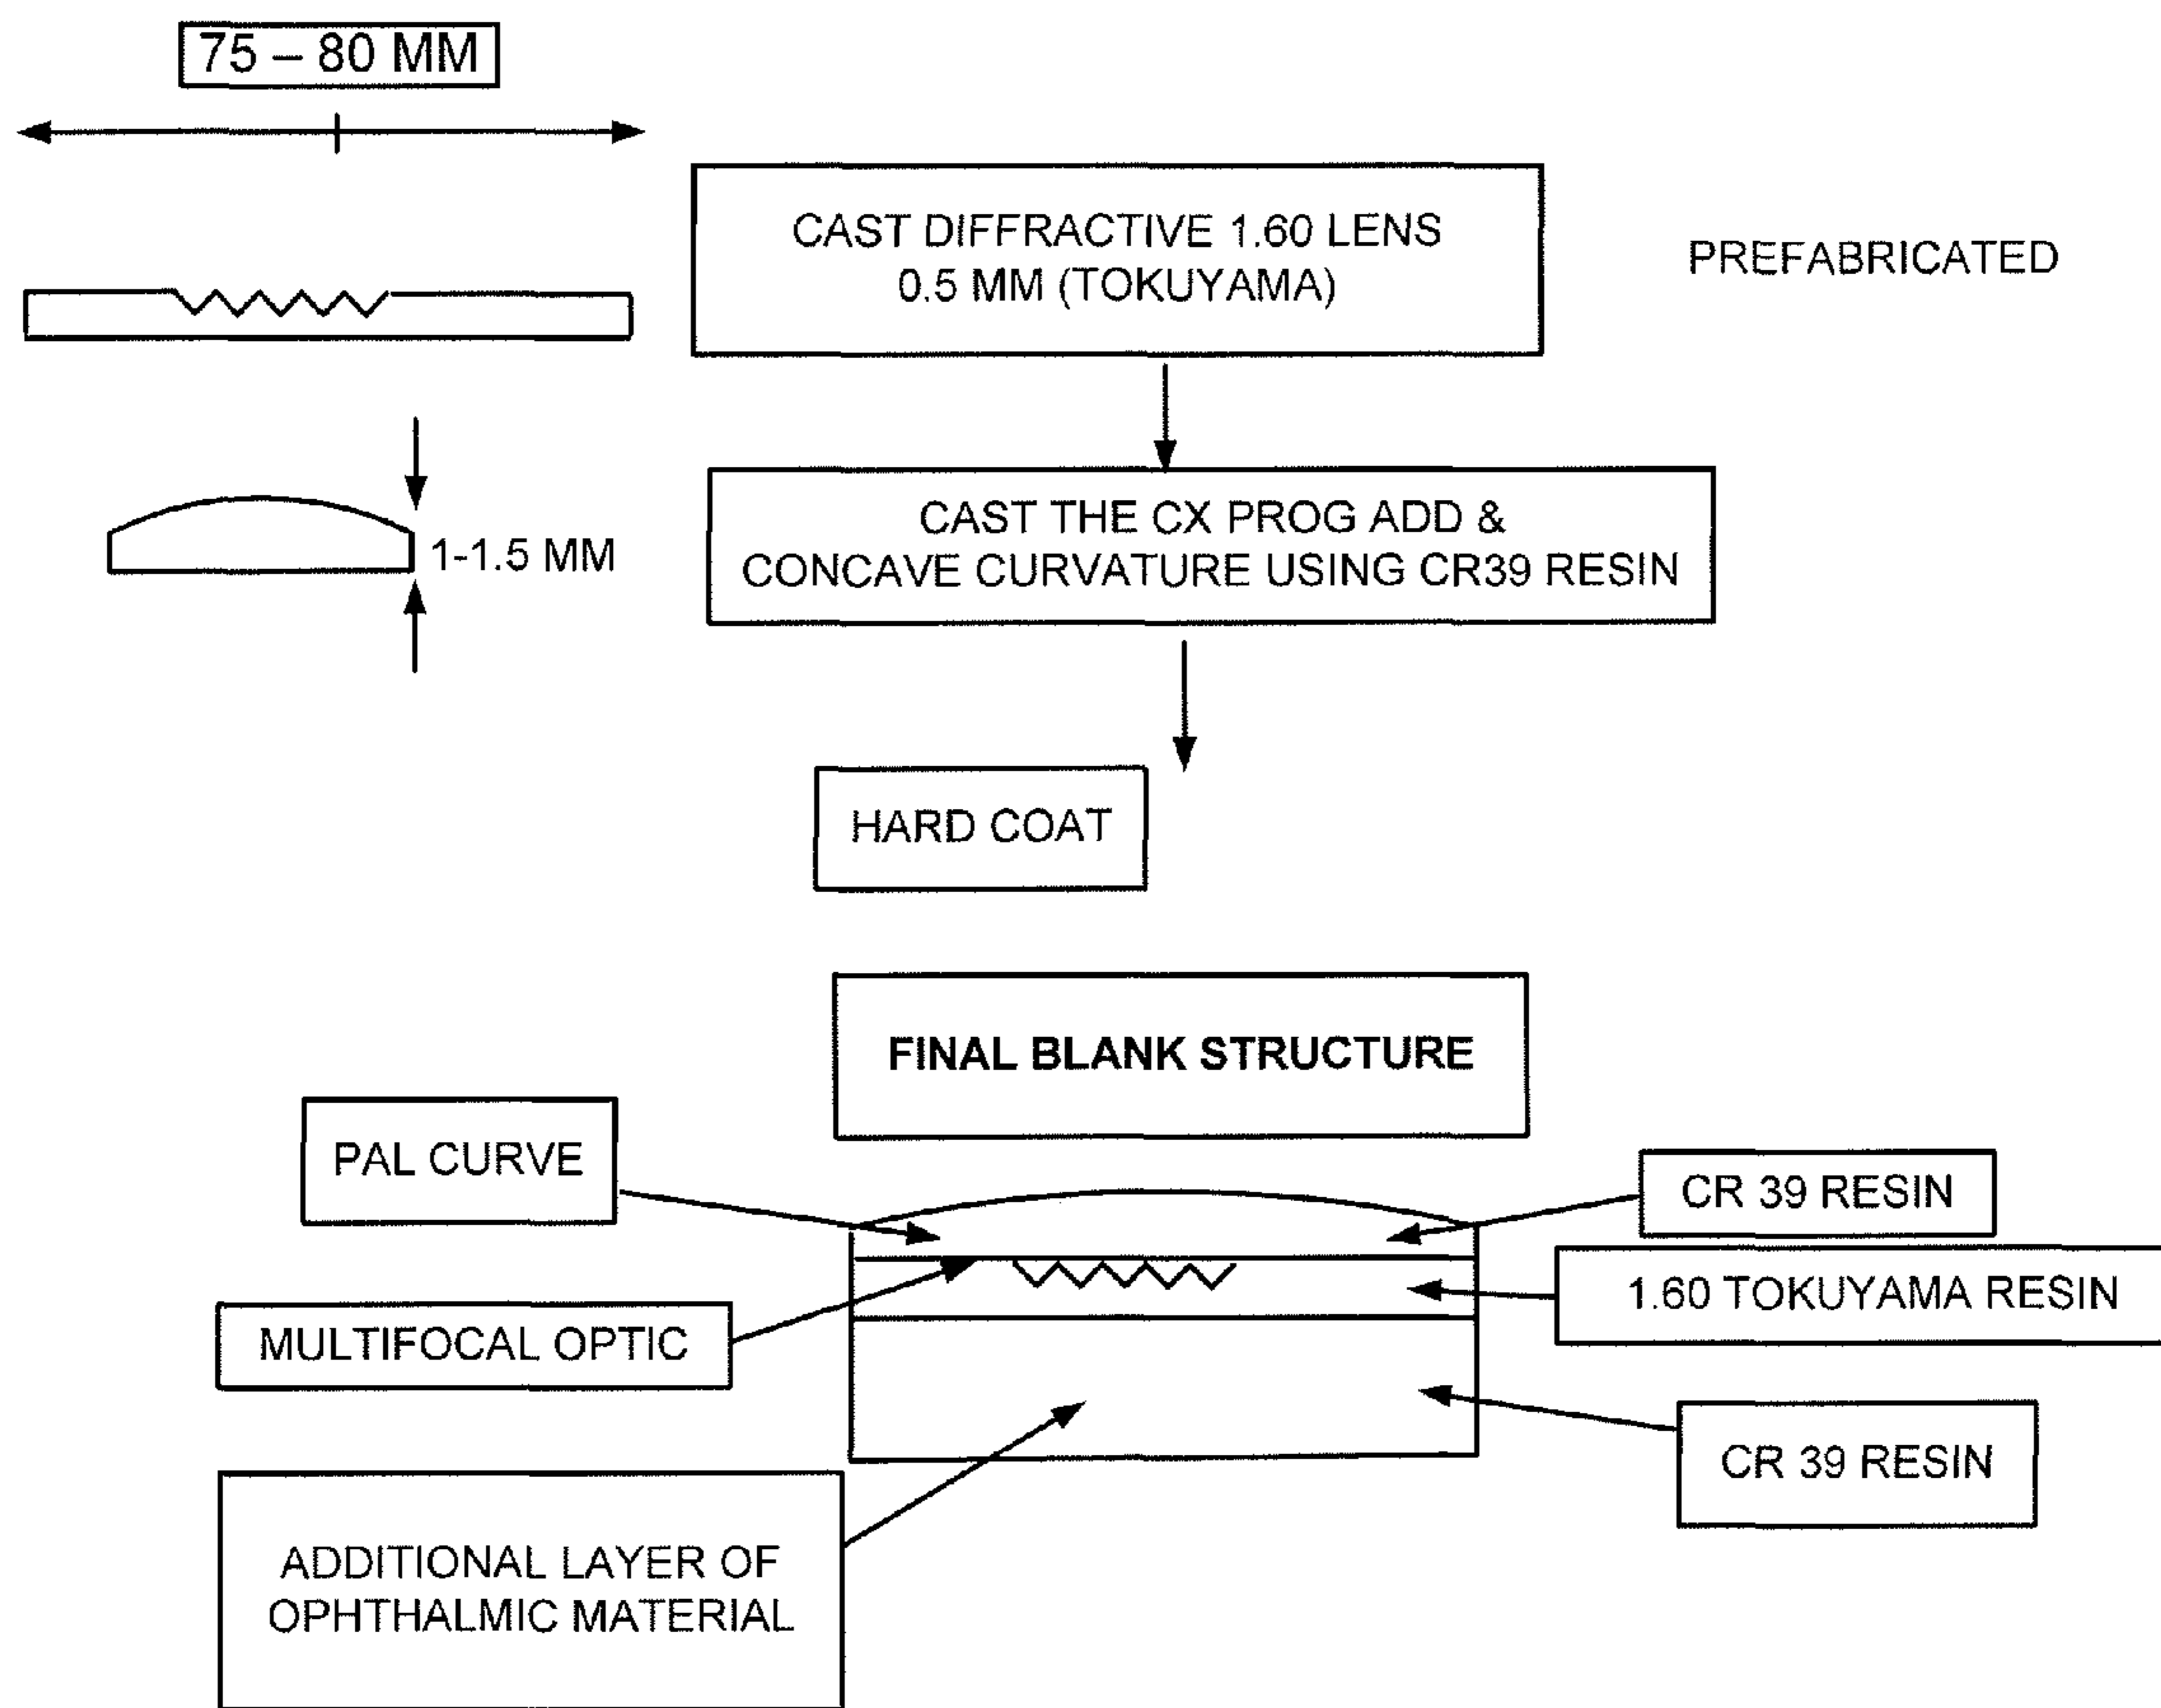 75 – 80 MM
CAST DIFFRACTIVE 1.60 LENS
0.5 MM (TOKUYAMA)
PREFABRICATED
1-1.5 MM
CAST THE CX PROG ADD &
CONCAVE CURVATURE USING CR39 RESIN
HARD COAT
FINAL BLANK STRUCTURE
PAL CURVE
CR 39 RESIN
1.60 TOKUYAMA RESIN
MULTIFOCAL OPTIC
CR 39 RESIN
ADDITIONAL LAYER OF
OPHTHALMIC MATERIAL